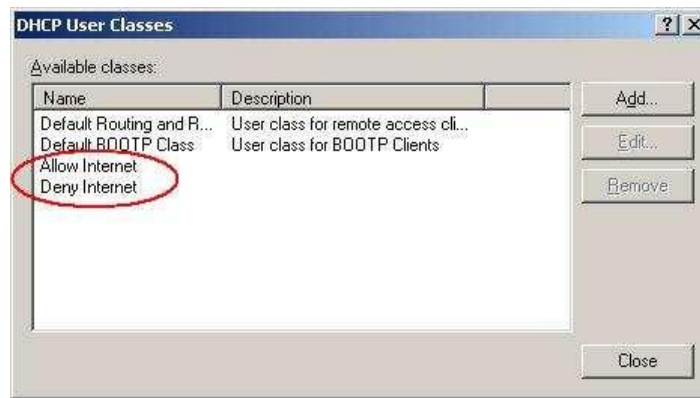 DHCP User Classes
Available classes:
Name Description
Default Routing and R... User class for remote access cli...
Default BOOTP Class User class for BOOTP Clients
Allow Internet
Deny Internet
Add...
Edit...
Remove
Close